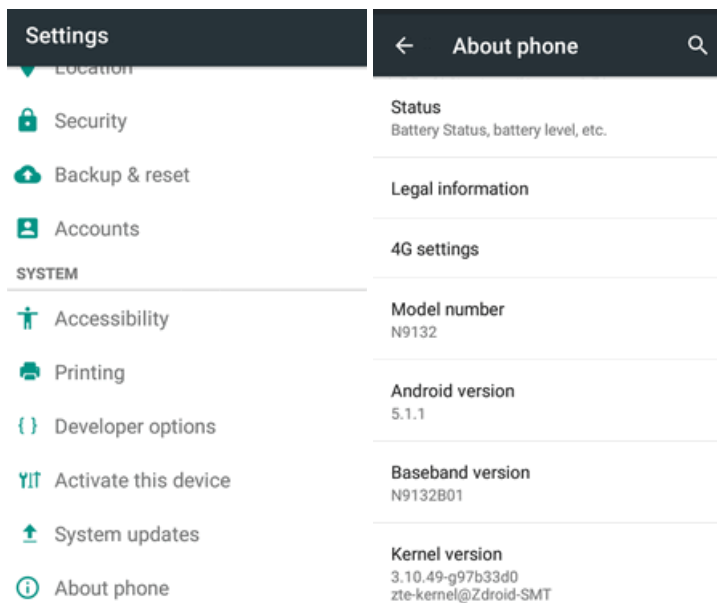 Settings
Location
Security
Backup & reset
Accounts
SYSTEM
Accessibility
Printing
Developer options
Activate this device
System updates
About phone
About phone
Status
Battery Status, battery level, etc.
Legal information
4G settings
Model number
N9132
Android version
5.1.1
Baseband version
N9132B01
Kernel version
3.10.49-g97b33d0
zte-kernel@Zdroid-SMT